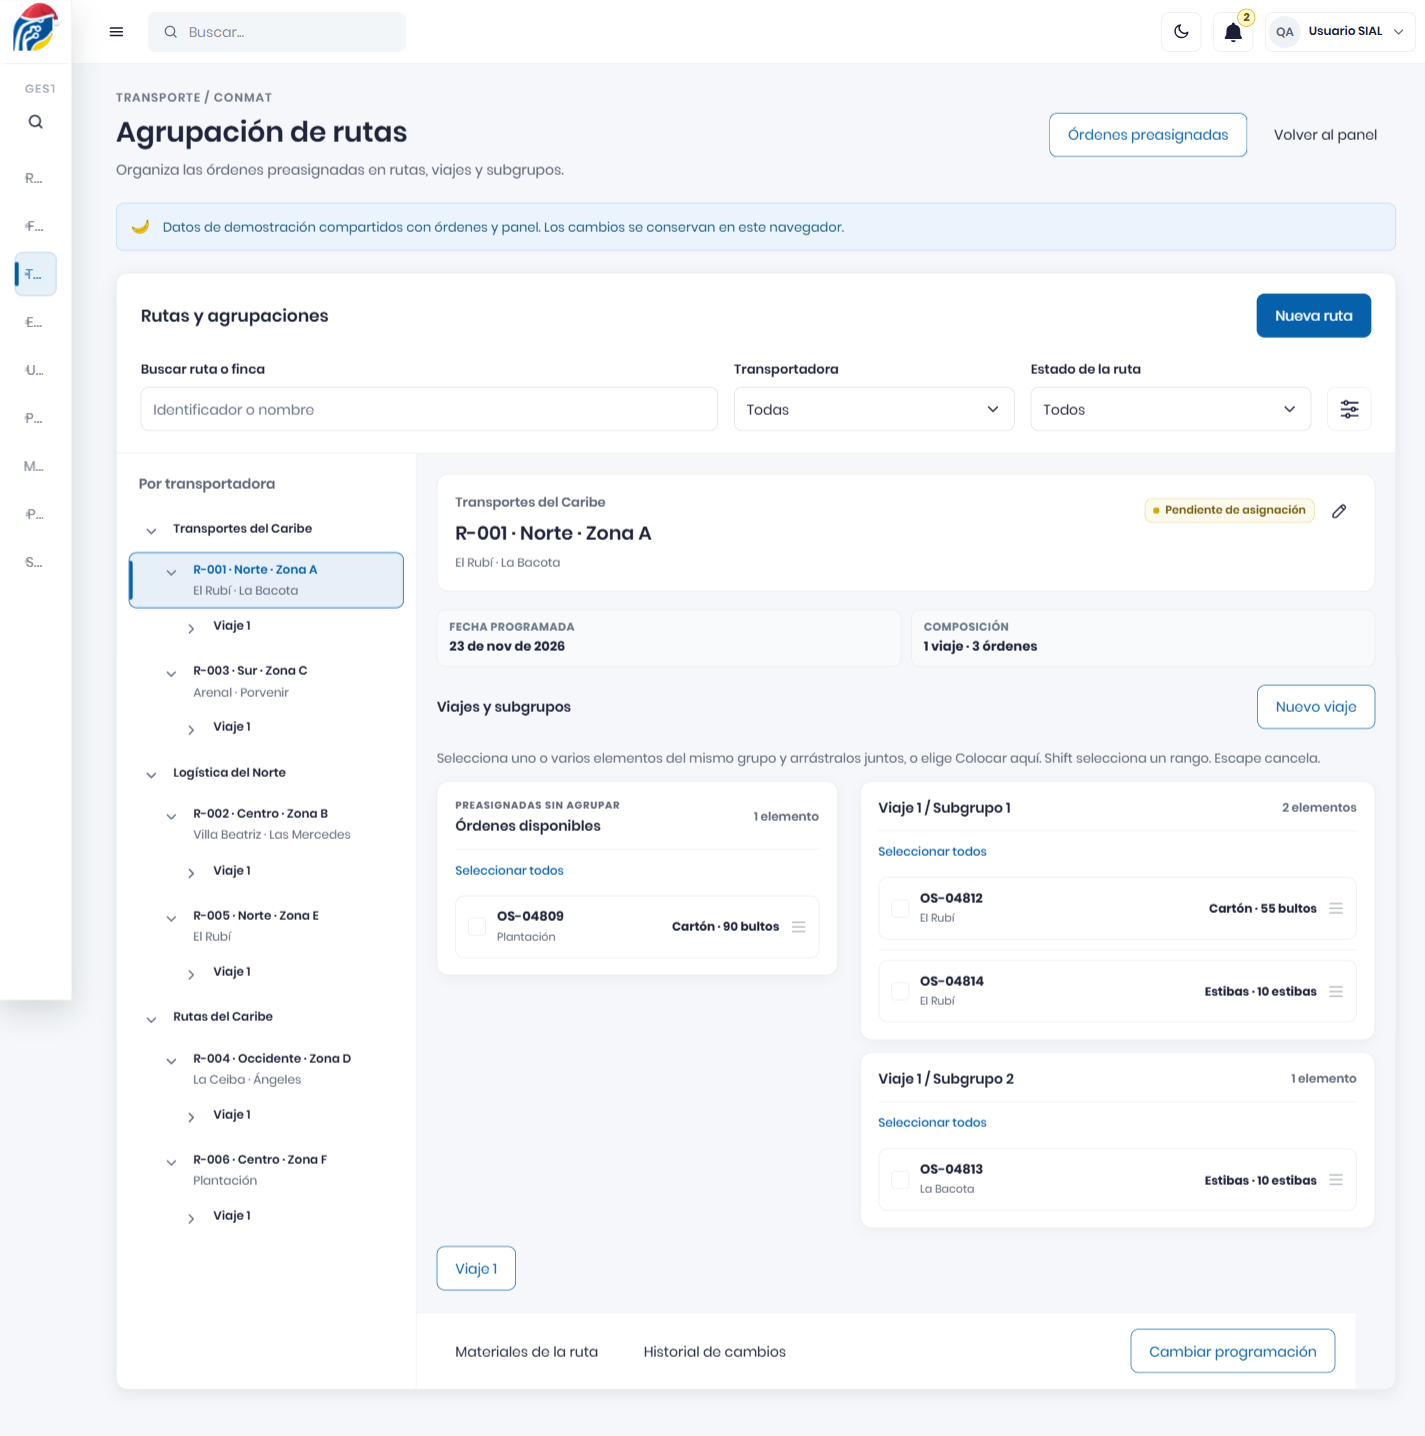 Buscar...
2
QA
Usuario SIAL
GEST
R...
F...
T...
E...
U...
P...
M...
P...
S...
TRANSPORTE / CONMAT
Agrupación de rutas
Organiza las órdenes preasignadas en rutas, viajes y subgrupos.
Órdenes preasignadas
Volver al panel
Datos de demostración compartidos con órdenes y panel. Los cambios se conservan en este navegador.
Rutas y agrupaciones
Nueva ruta
Buscar ruta o finca
Identificador o nombre
Transportadora
Todas
Estado de la ruta
Todos
Por transportadora
Transportes del Caribe
R-001 · Norte · Zona A
El Rubí · La Bacota
Viaje 1
R-003 · Sur · Zona C
Arenal · Porvenir
Viaje 1
Logística del Norte
R-002 · Centro · Zona B
Villa Beatriz · Las Mercedes
Viaje 1
R-005 · Norte · Zona E
El Rubí
Viaje 1
Rutas del Caribe
R-004 · Occidente · Zona D
La Ceiba · Ángeles
Viaje 1
R-006 · Centro · Zona F
Plantación
Viaje 1
Transportes del Caribe
R-001 · Norte · Zona A
El Rubí · La Bacota
Pendiente de asignación
FECHA PROGRAMADA
23 de nov de 2026
COMPOSICIÓN
1 viaje · 3 órdenes
Viajes y subgrupos
Nuevo viaje
Selecciona uno o varios elementos del mismo grupo y arrástralos juntos, o elige Colocar aquí. Shift selecciona un rango. Escape cancela.
PREASIGNADAS SIN AGRUPAR
Órdenes disponibles
1 elemento
Seleccionar todos
OS-04809
Plantación
Cartón · 90 bultos
Viaje 1 / Subgrupo 1
2 elementos
Seleccionar todos
OS-04812
El Rubí
Cartón · 55 bultos
OS-04814
El Rubí
Estibas · 10 estibas
Viaje 1 / Subgrupo 2
1 elemento
Seleccionar todos
OS-04813
La Bacota
Estibas · 10 estibas
Viaje 1
Materiales de la ruta
Historial de cambios
Cambiar programación